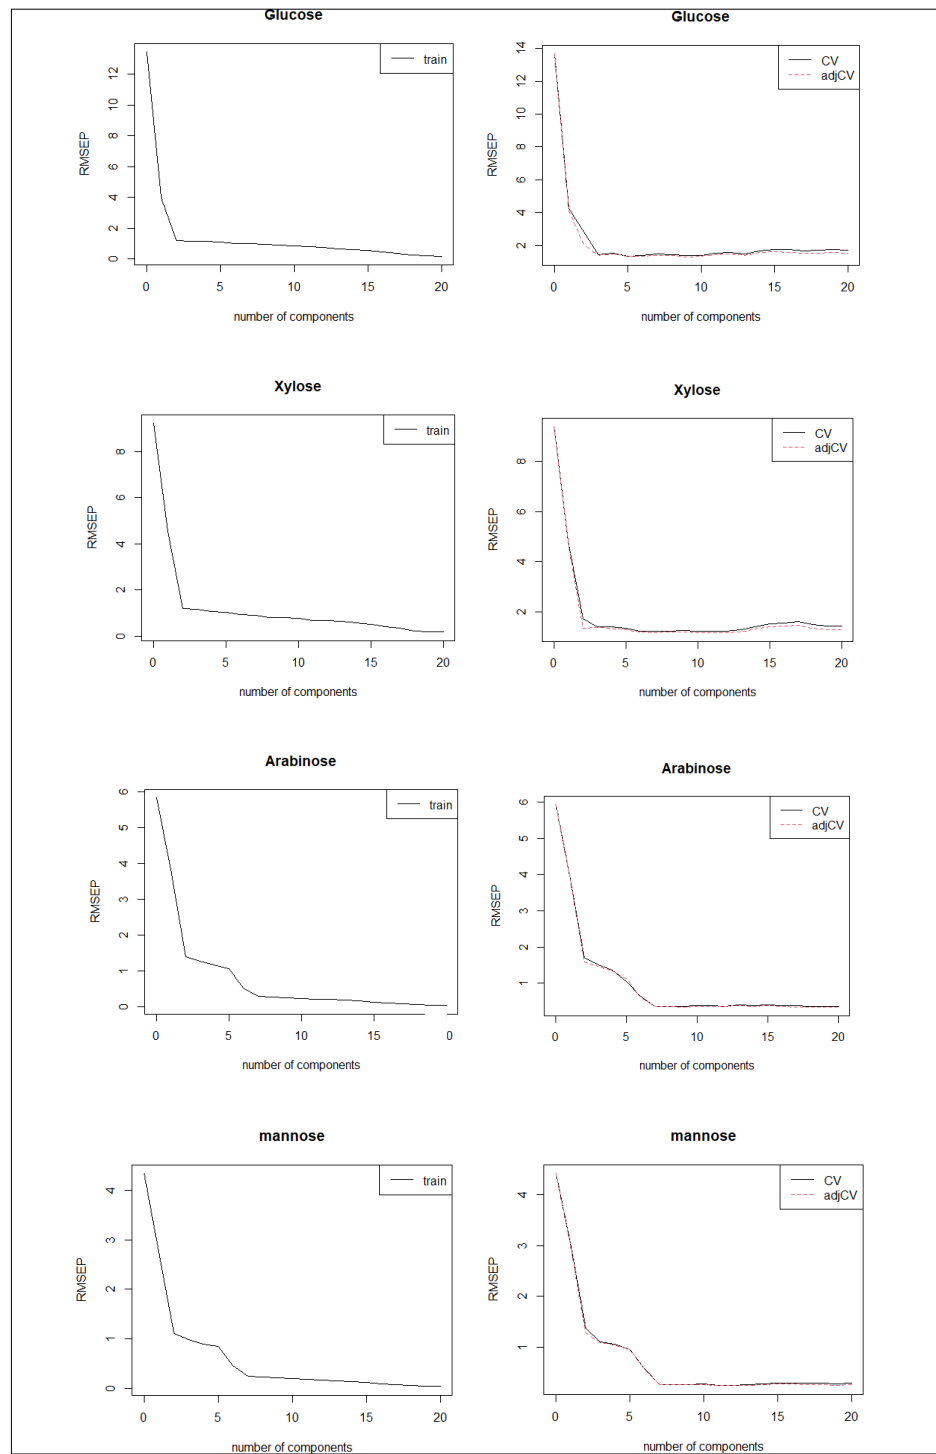 Glucose
train
RMSEP
12
10
8
6
4
2
0
0 5 10 15 20
number of components
Glucose
CV
adjCV
RMSEP
14
12
10
8
6
4
2
0 5 10 15 20
number of components
Xylose
train
RMSEP
8
6
4
2
0
0 5 10 15 20
number of components
Xylose
CV
adjCV
RMSEP
8
6
4
2
0 5 10 15 20
number of components
Arabinose
train
RMSEP
6
5
4
3
2
1
0
0 5 10 15 0
number of components
Arabinose
CV
adjCV
RMSEP
6
5
4
3
2
1
0 5 10 15 20
number of components
mannose
train
RMSEP
4
3
2
1
0
0 5 10 15 20
number of components
mannose
CV
adjCV
RMSEP
4
3
2
1
0 5 10 15 20
number of components